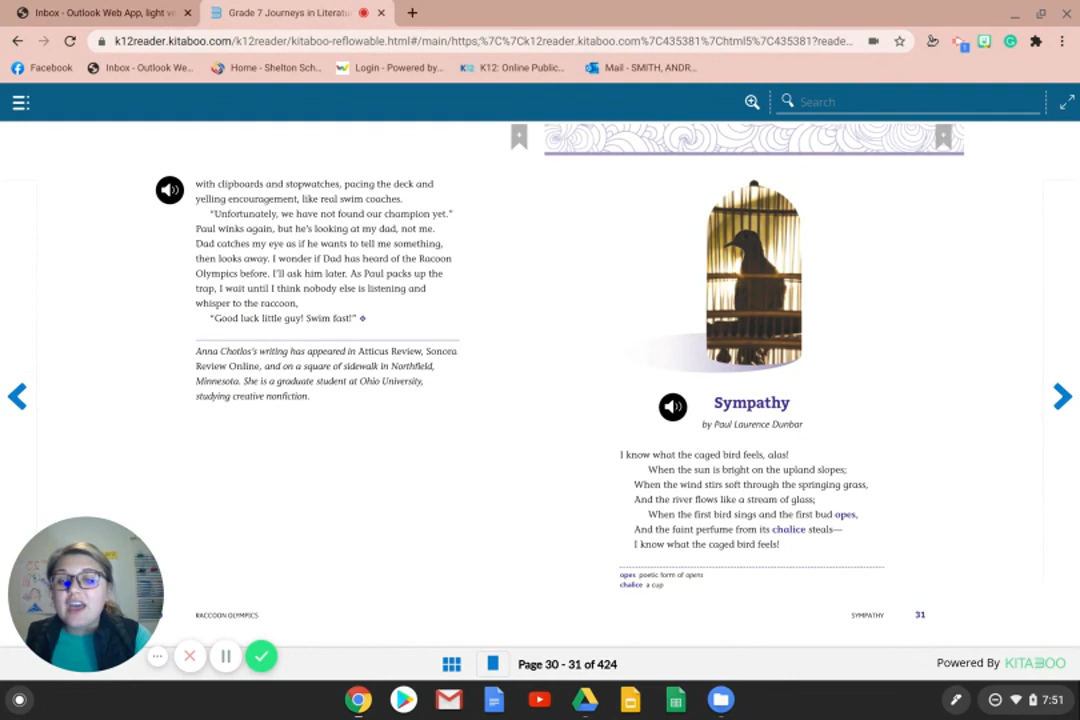 Inbox - Outlook Web App, light ve
Grade 7 Journeys in Literatu
k12reader.kitaboo.com/k12reader/kitaboo-reflowable.html#/main/https;%7C%7Ck12reader.kitaboo.com%7C435381%7Chtml5%7C435381?reade...
Facebook
Inbox - Outlook We...
Home - Shelton Sch...
Login - Powered by...
K12: Online Public...
Mail - SMITH, ANDR...
Search
with clipboards and stopwatches, pacing the deck and
yelling encouragement, like real swim coaches.
"Unfortunately, we have not found our champion yet."
Paul winks again, but he's looking at my dad, not me.
Dad catches my eye as if he wants to tell me something,
then looks away. I wonder if Dad has heard of the Racoon
Olympics before. I'll ask him later. As Paul packs up the
trap, I wait until I think nobody else is listening and
whisper to the raccoon,
"Good luck little guy! Swim fast!" ❖
Anna Chotlos's writing has appeared in Atticus Review, Sonora
Review Online, and on a square of sidewalk in Northfield,
Minnesota. She is a graduate student at Ohio University,
studying creative nonfiction.
RACCOON OLYMPICS
Sympathy
by Paul Laurence Dunbar
I know what the caged bird feels, alas!
When the sun is bright on the upland slopes;
When the wind stirs soft through the springing grass,
And the river flows like a stream of glass;
When the first bird sings and the first bud opes,
And the faint perfume from its chalice steals—
I know what the caged bird feels!
opes poetic form of opens
chalice a cup
SYMPATHY 31
Page 30 - 31 of 424
Powered By KITABOO
7:51